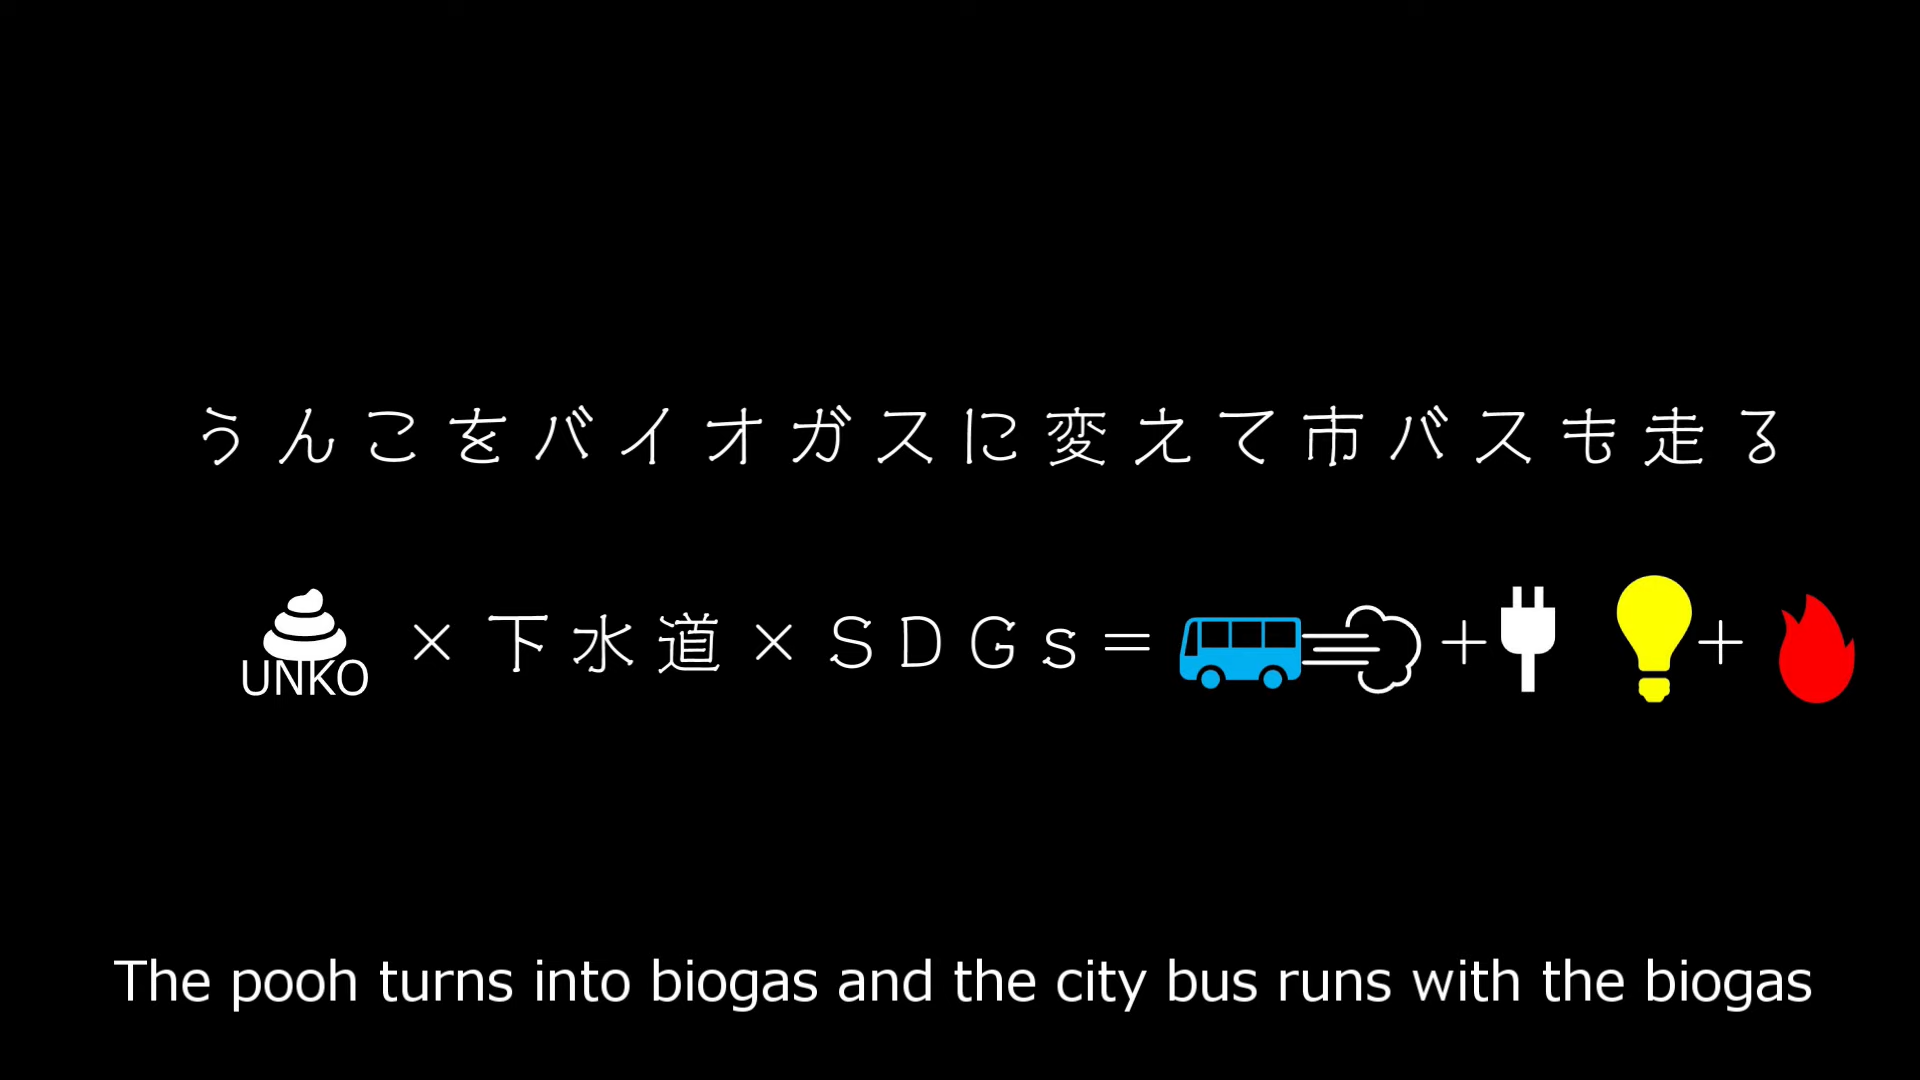 うんこをバイオガスに変えて市バスも走る
UNKO × 下水道 × SDGs = + +
The pooh turns into biogas and the city bus runs with the biogas